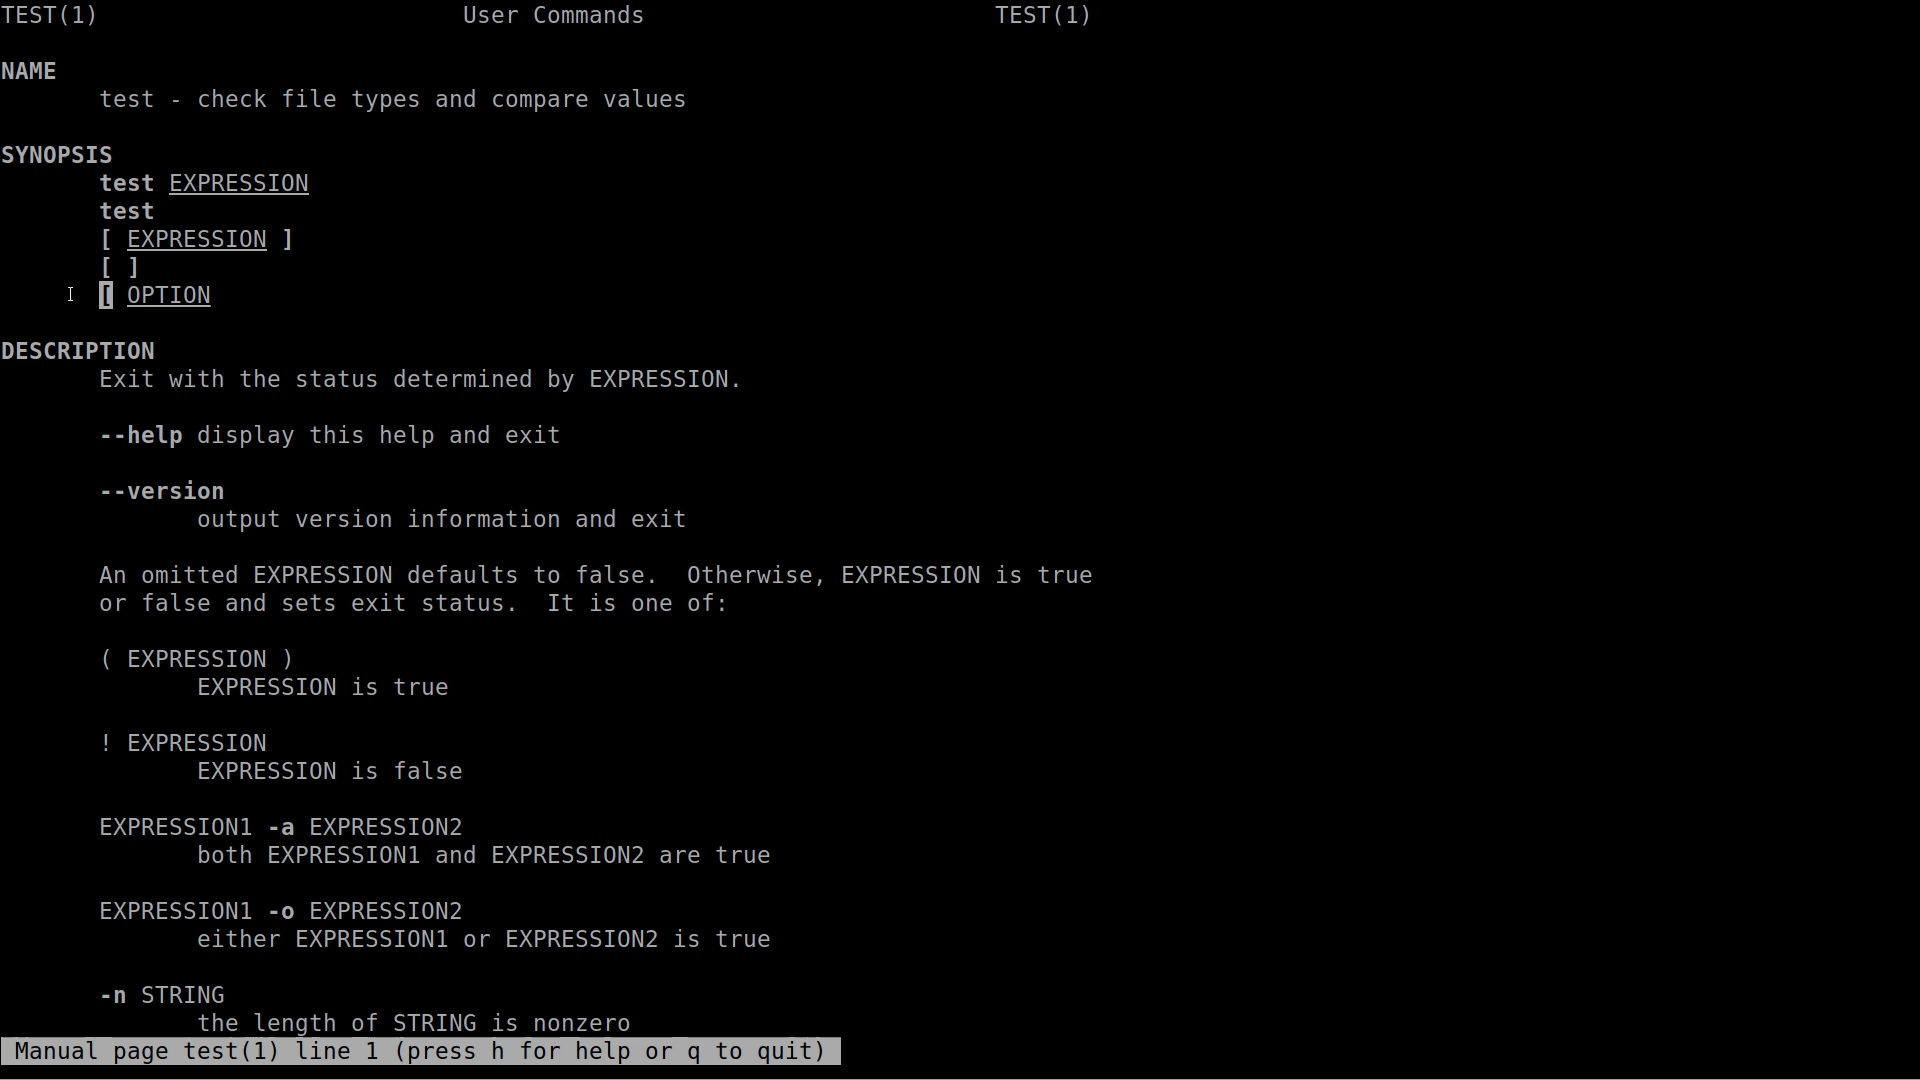 TEST(1)                          User Commands                         TEST(1)

NAME
       test - check file types and compare values

SYNOPSIS
       test EXPRESSION
       test
       [ EXPRESSION ]
       [ ]
       [ OPTION

DESCRIPTION
       Exit with the status determined by EXPRESSION.

       --help display this help and exit

       --version
              output version information and exit

       An omitted EXPRESSION defaults to false.  Otherwise, EXPRESSION is true
       or false and sets exit status.  It is one of:

       ( EXPRESSION )
              EXPRESSION is true

       ! EXPRESSION
              EXPRESSION is false

       EXPRESSION1 -a EXPRESSION2
              both EXPRESSION1 and EXPRESSION2 are true

       EXPRESSION1 -o EXPRESSION2
              either EXPRESSION1 or EXPRESSION2 is true

       -n STRING
              the length of STRING is nonzero
 Manual page test(1) line 1 (press h for help or q to quit)